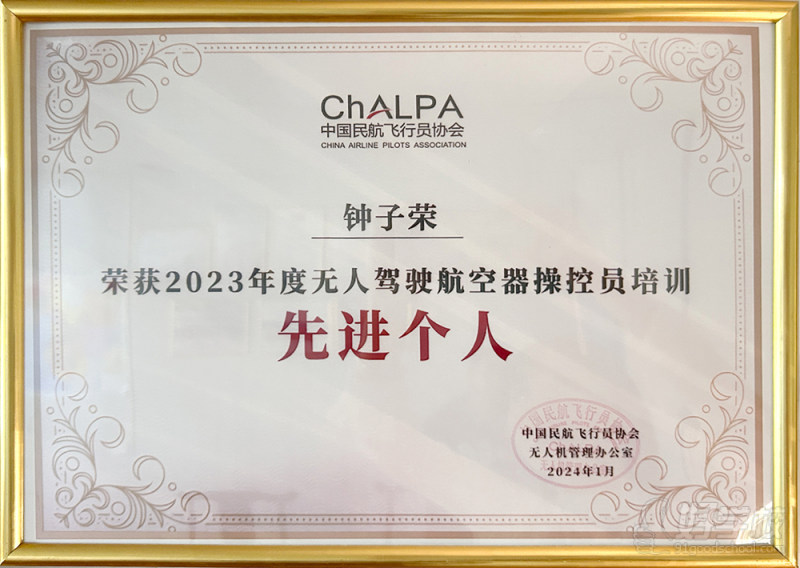 ChALPA
中国民航飞行员协会
CHINA AIRLINE PILOTS ASSOCIATION
钟子荣
荣获2023年度无人驾驶航空器操控员培训
先进个人
中国民航飞行员协会
无人机管理办公室
2024年1月
91goodschool.com